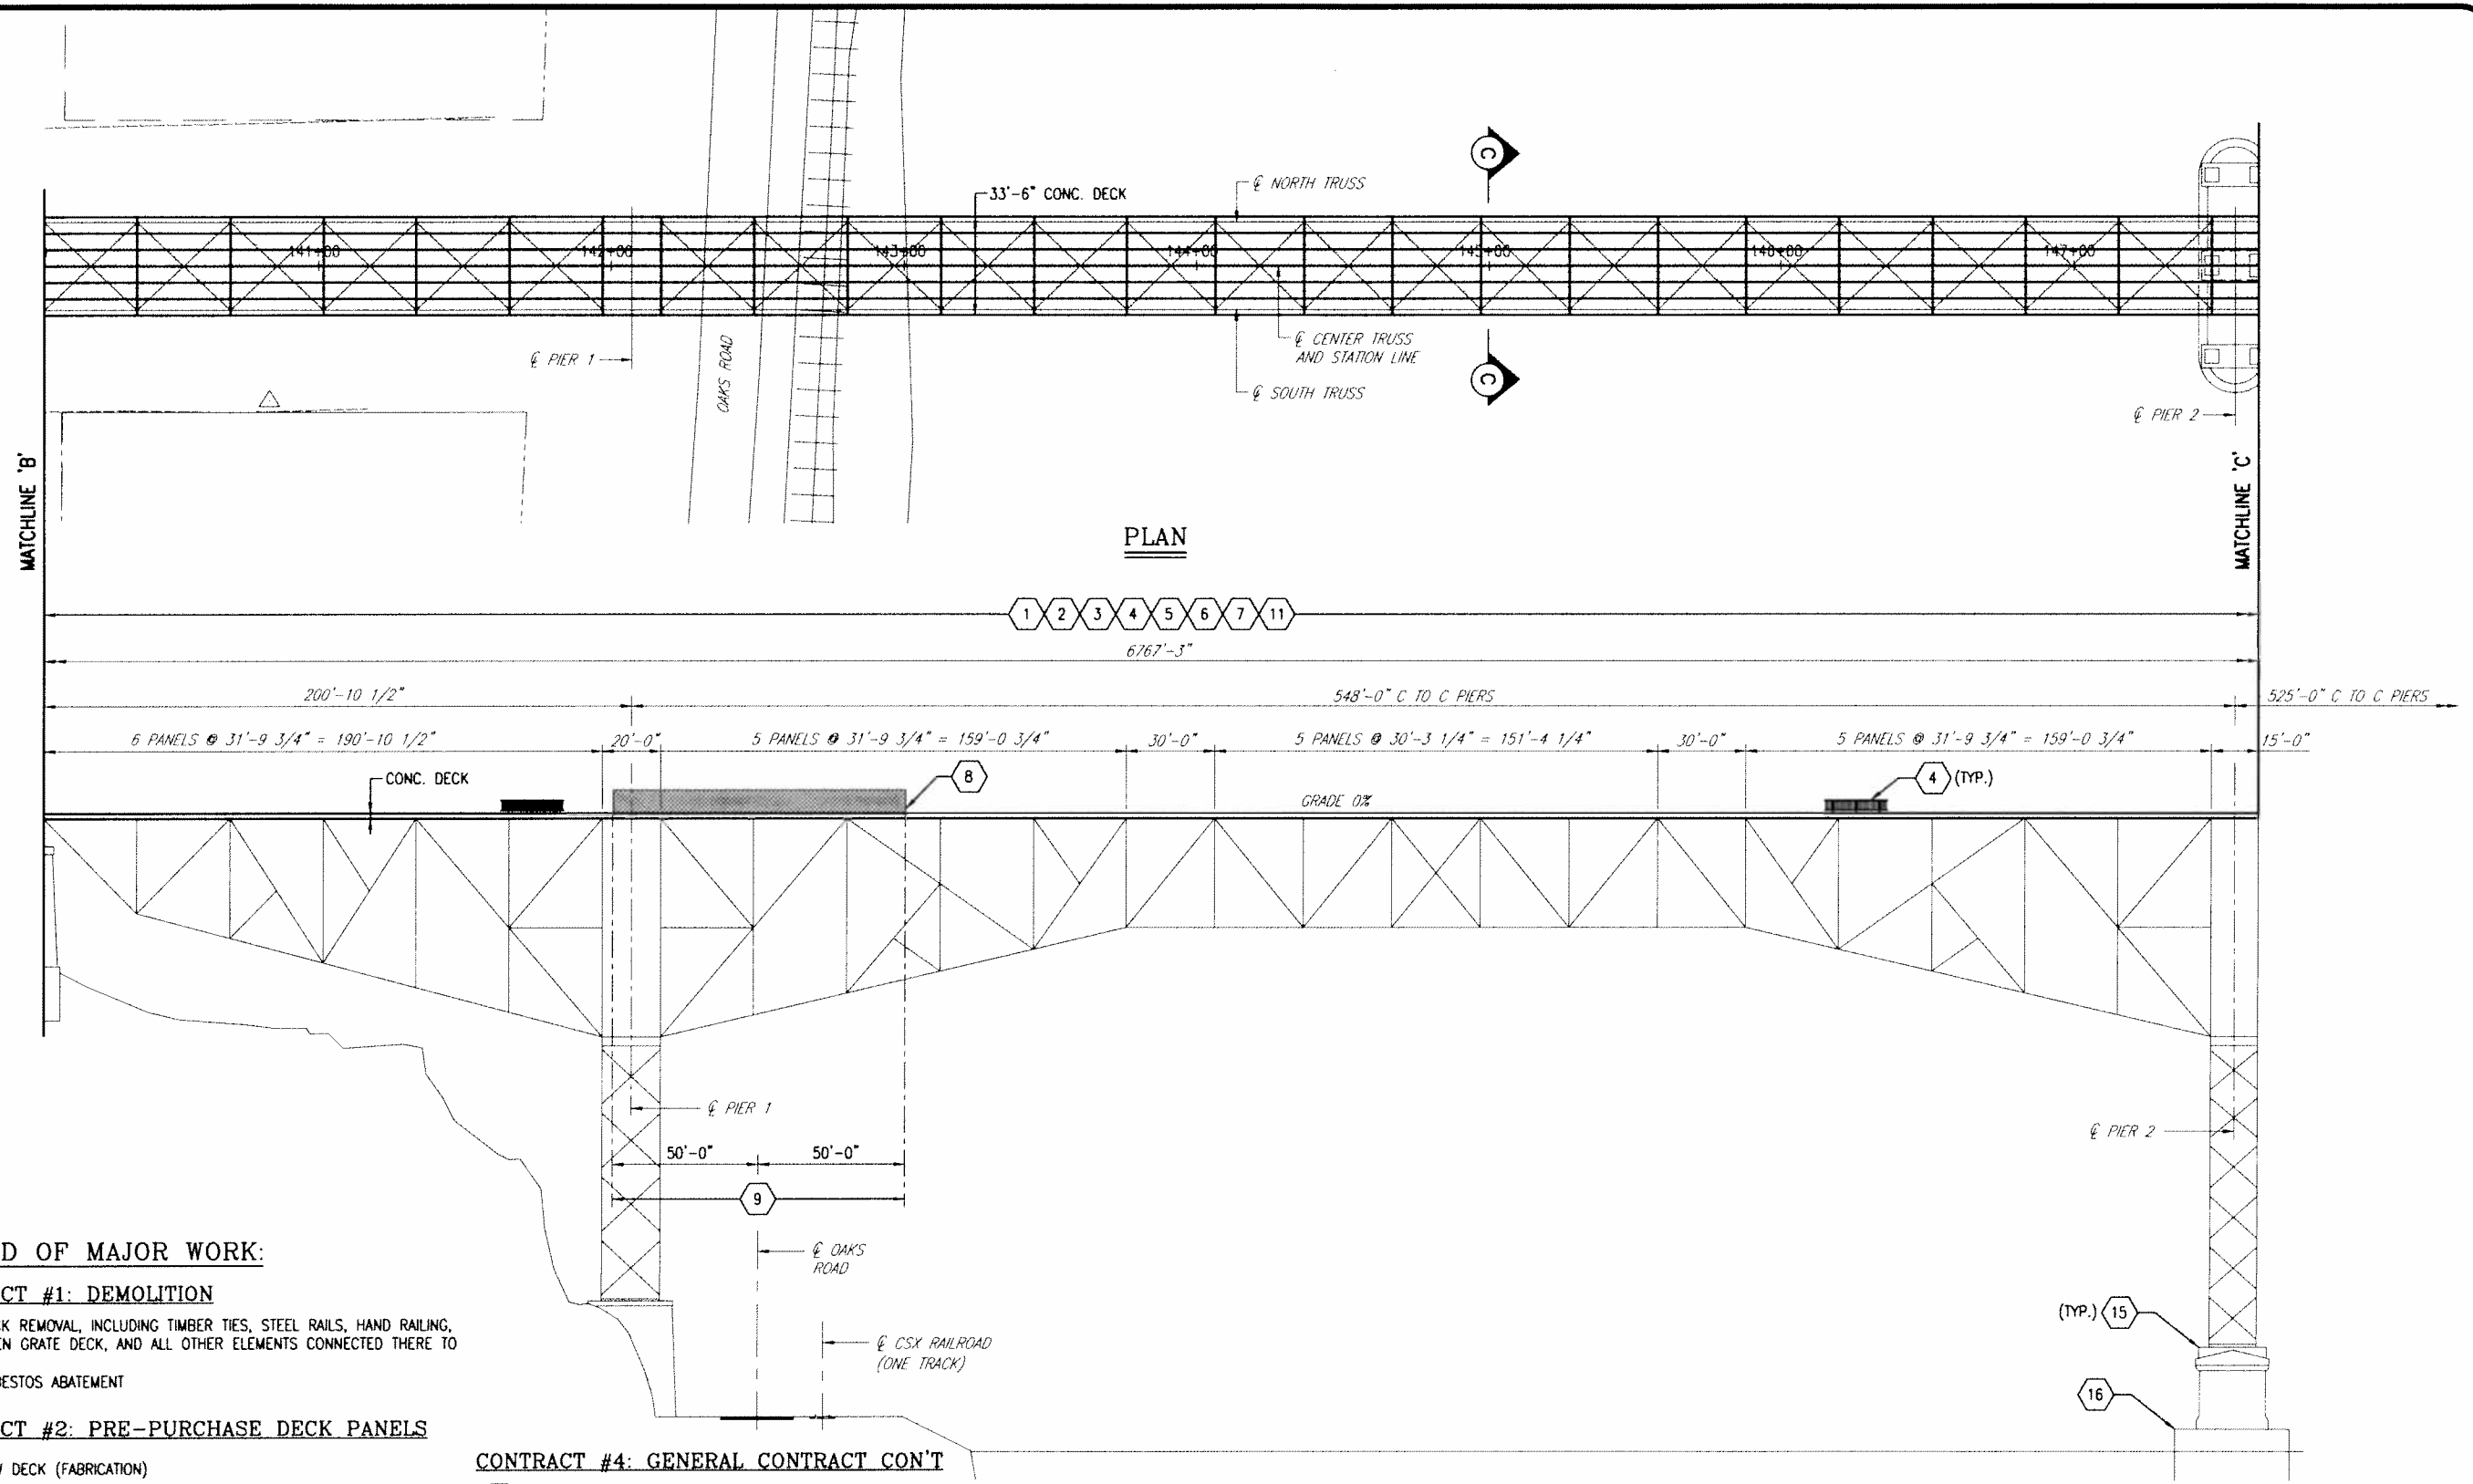 C
33'-6" CONC. DECK
℄ NORTH TRUSS
141+00
142+00
143+00
144+00
145+00
146+00
147+00
℄ PIER 1
OAKS ROAD
℄ CENTER TRUSS
AND STATION LINE
C
℄ SOUTH TRUSS
℄ PIER 2
MATCHLINE 'B'
MATCHLINE 'C'
PLAN
1 2 3 4 5 6 7 11
6767'-3"
200'-10 1/2"
548'-0" C TO C PIERS
525'-0" C TO C PIERS
6 PANELS @ 31'-9 3/4" = 190'-10 1/2"
20'-0"
5 PANELS @ 31'-9 3/4" = 159'-0 3/4"
30'-0"
5 PANELS @ 30'-3 1/4" = 151'-4 1/4"
30'-0"
5 PANELS @ 31'-9 3/4" = 159'-0 3/4"
15'-0"
CONC. DECK
8
GRADE 0%
4 (TYP.)
℄ PIER 1
℄ PIER 2
50'-0"
50'-0"
9
℄ OAKS
ROAD
℄ CSX RAILROAD
(ONE TRACK)
(TYP.) 15
16
D OF MAJOR WORK:
CT #1: DEMOLITION
CK REMOVAL, INCLUDING TIMBER TIES, STEEL RAILS, HAND RAILING,
EN GRATE DECK, AND ALL OTHER ELEMENTS CONNECTED THERE TO
BESTOS ABATEMENT
CT #2: PRE-PURCHASE DECK PANELS
DECK (FABRICATION)
CONTRACT #4: GENERAL CONTRACT CON'T